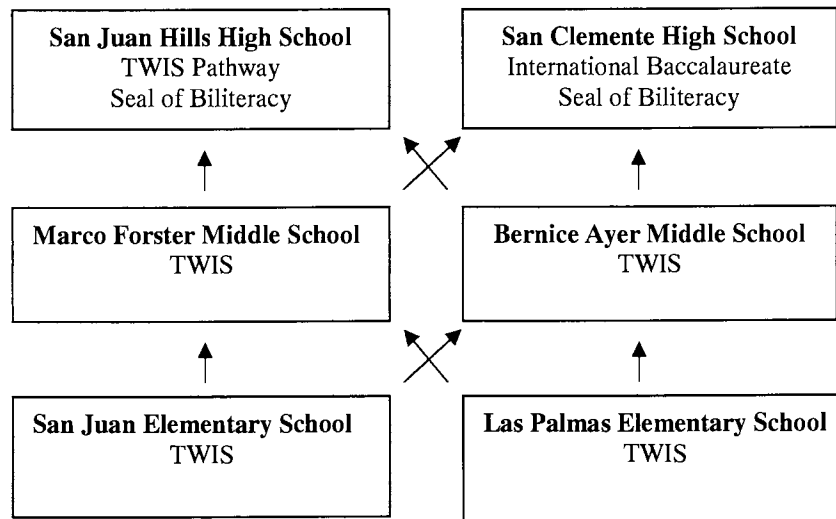 San Juan Hills High School
TWIS Pathway
Seal of Biliteracy
San Clemente High School
International Baccalaureate
Seal of Biliteracy
Marco Forster Middle School
TWIS
Bernice Ayer Middle School
TWIS
San Juan Elementary School
TWIS
Las Palmas Elementary School
TWIS